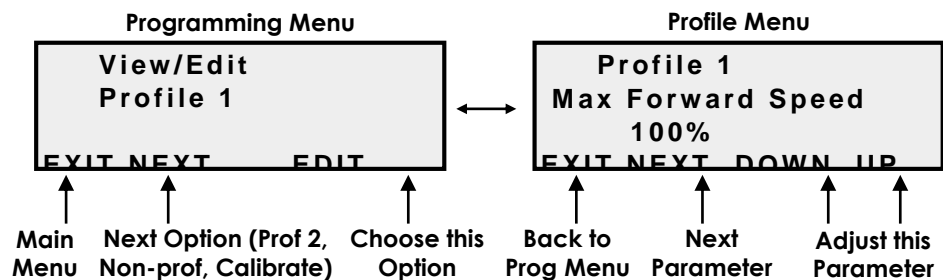 Programming Menu
View/Edit
Profile 1
EXIT NEXT EDIT
Main Menu
Next Option (Prof 2, Non-prof, Calibrate)
Choose this Option
Profile Menu
Profile 1
Max Forward Speed
100%
EXIT NEXT DOWN UP
Back to Prog Menu
Next Parameter
Adjust this Parameter